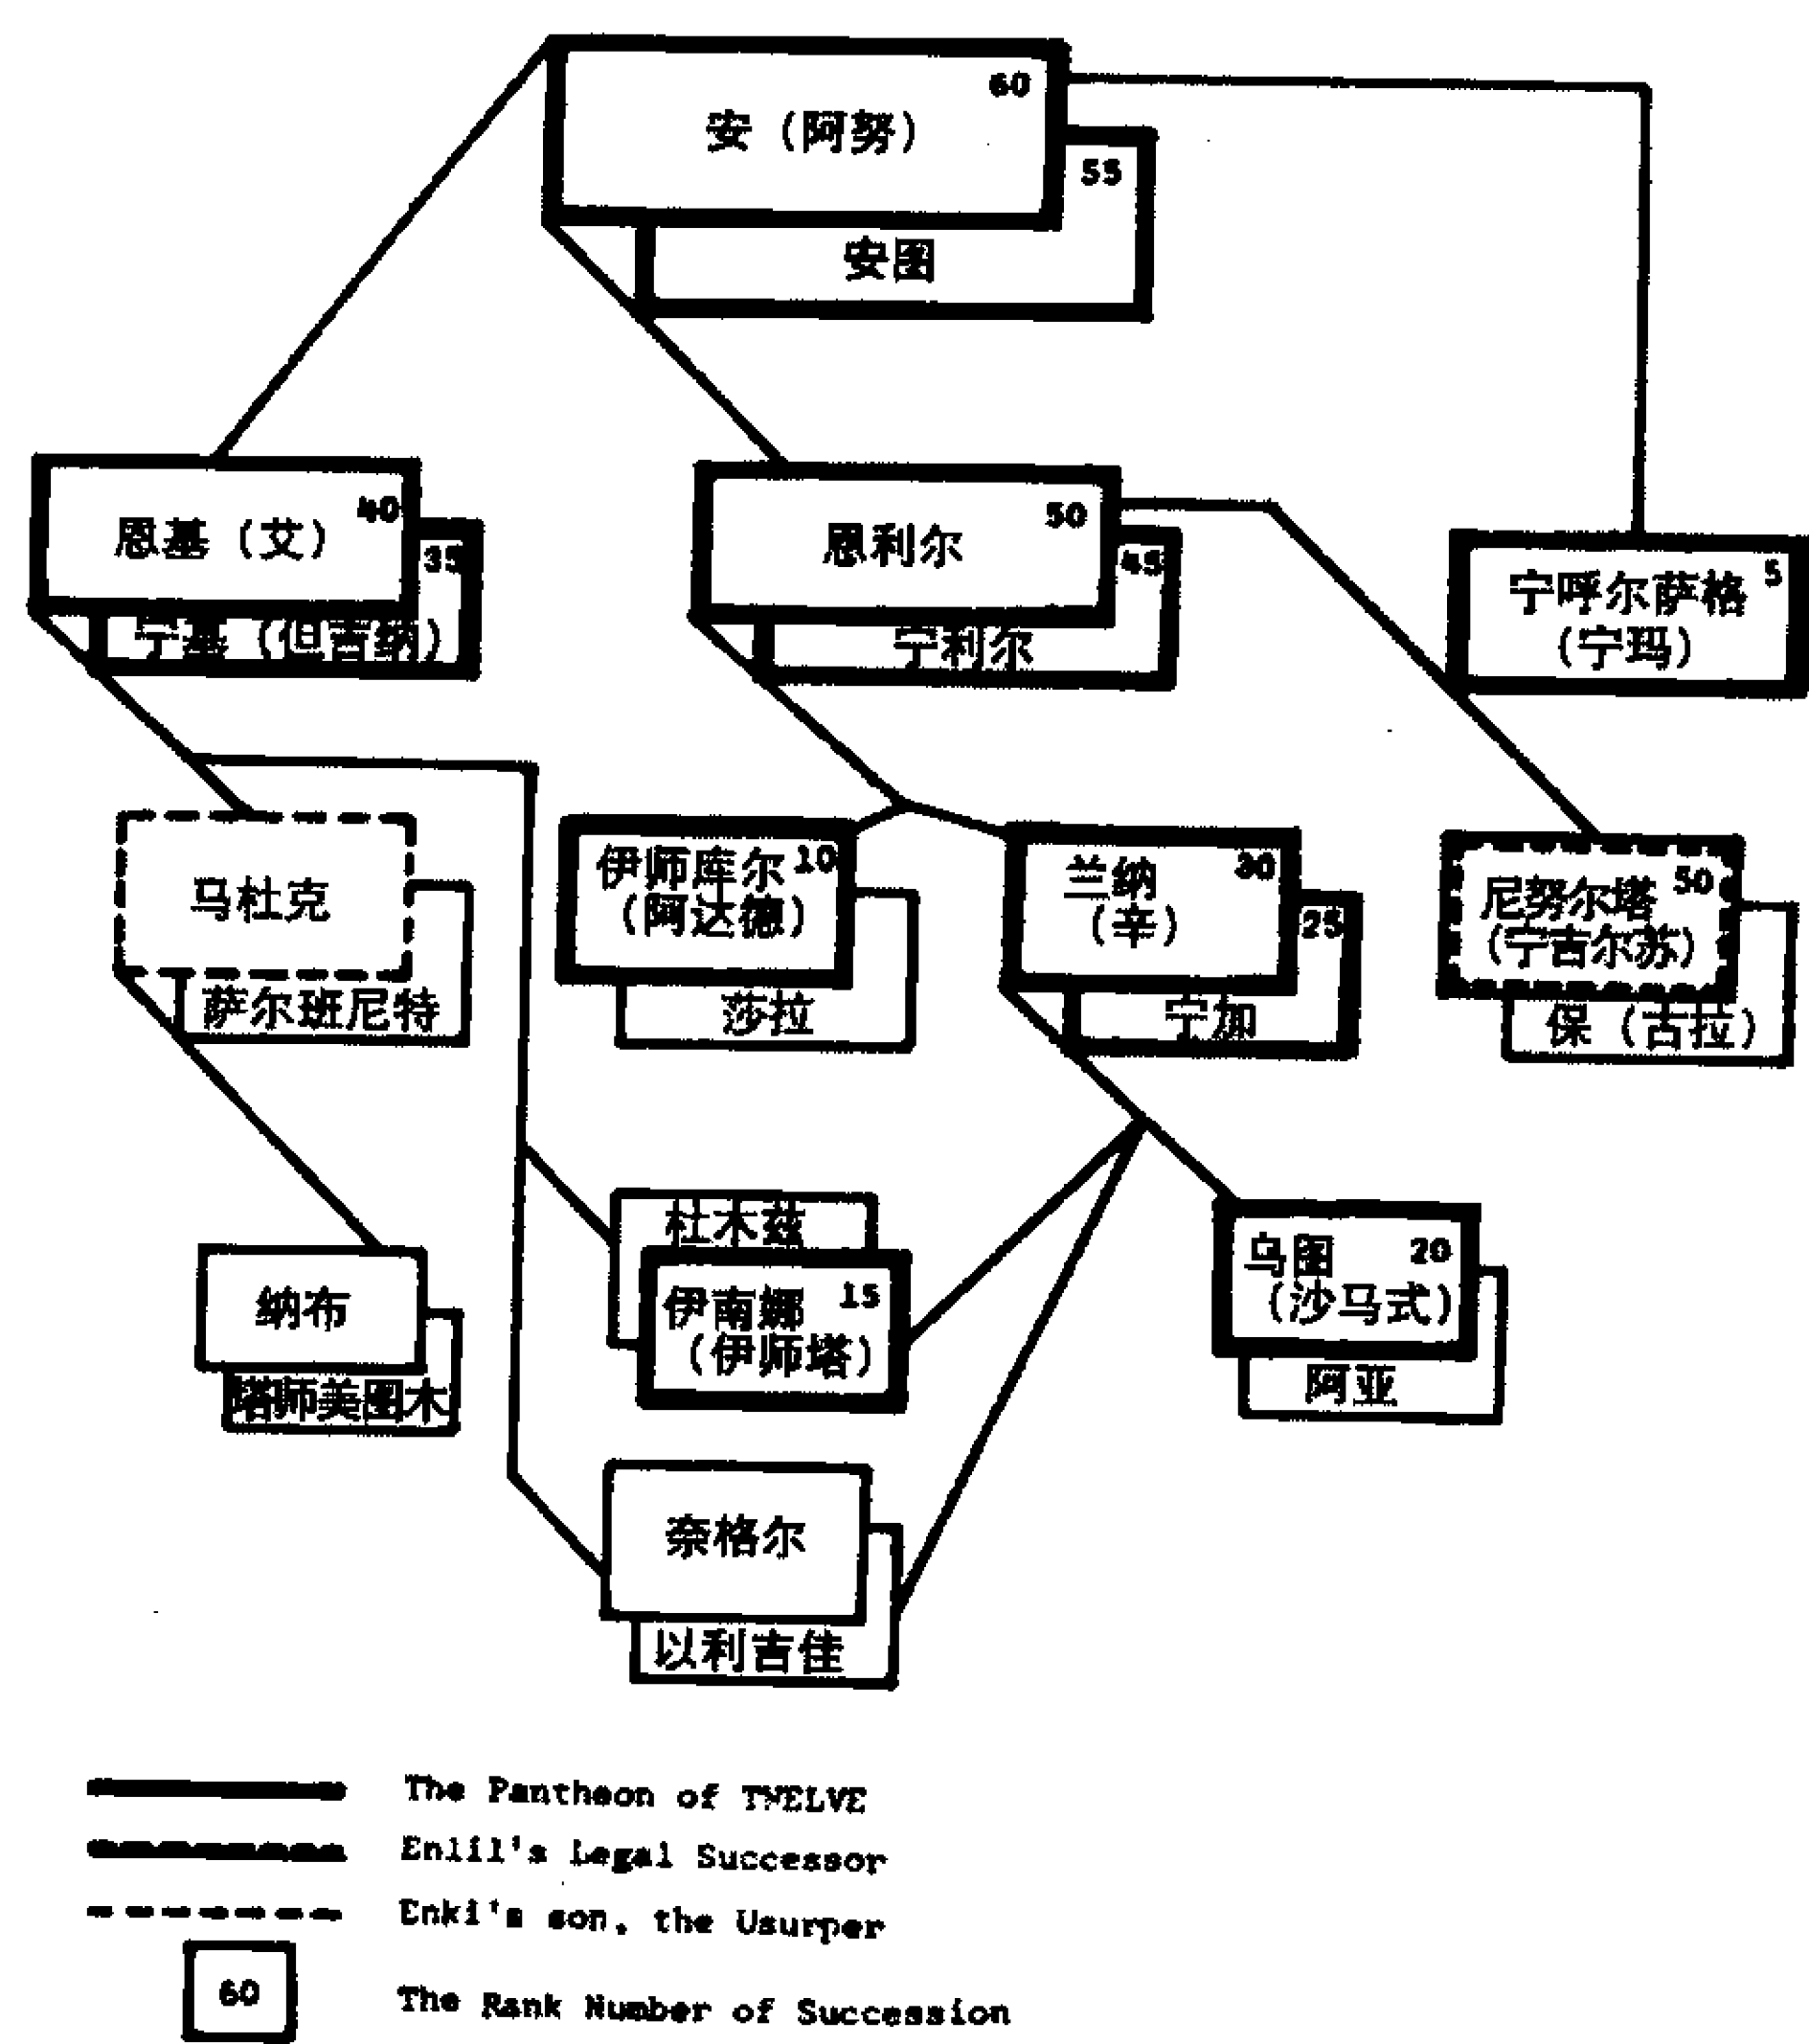 60
安（阿努）
55
安图
40
恩基（艾）
35
宁基（但吉纳）
50
恩利尔
45
宁利尔
5
宁呼尔萨格
（宁玛）
马杜克
萨尔班尼特
10
伊师库尔
（阿达德）
莎拉
30
兰纳
（辛）
25
宁加
50
尼努尔塔
（宁吉尔苏）
保（古拉）
纳布
塔师美图木
杜木兹
15
伊南娜
（伊师塔）
乌图 20
（沙马式）
阿亚
奈格尔
以利吉佳
The Pantheon of TWELVE
Enlil's Legal Successor
Enki's son, the Usurper
60
The Rank Number of Succession